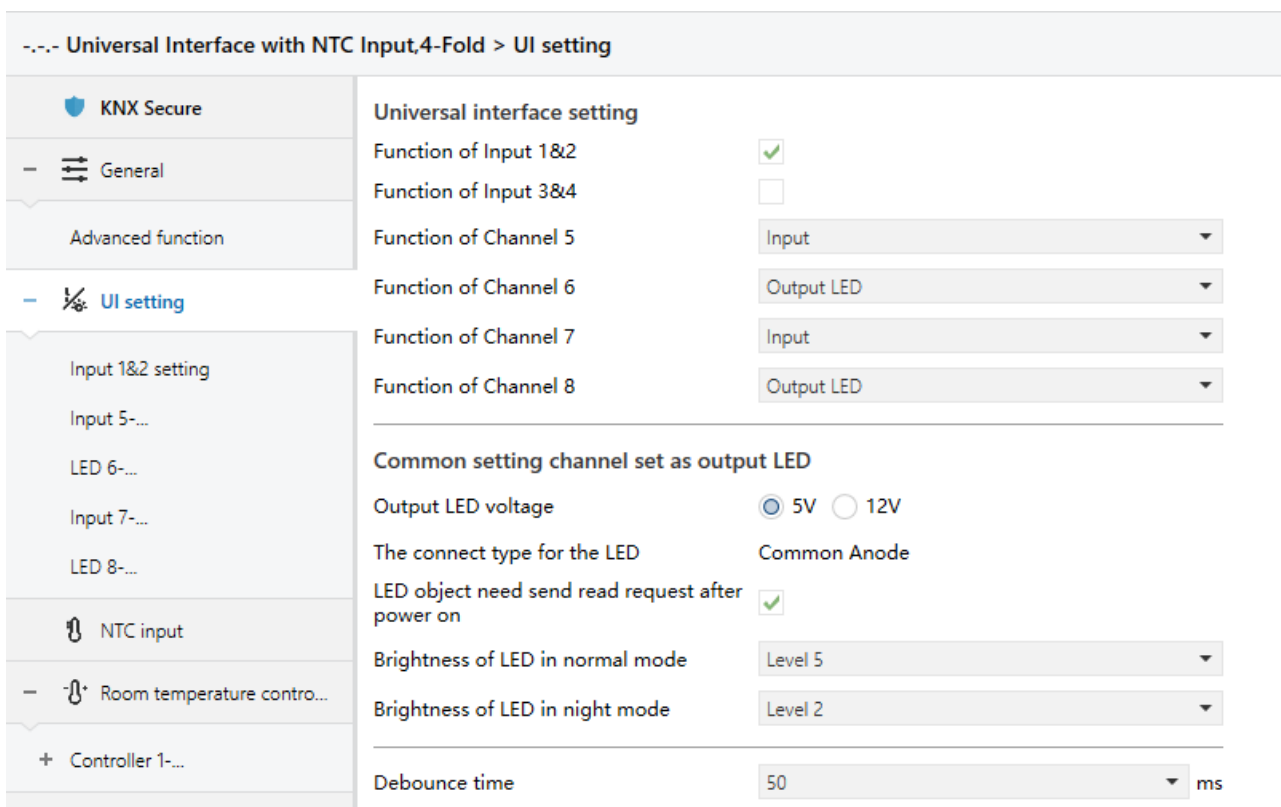 -.-.- Universal Interface with NTC Input,4-Fold > UI setting
KNX Secure
General
Advanced function
UI setting
Input 1&2 setting
Input 5-...
LED 6-...
Input 7-...
LED 8-...
NTC input
Room temperature contro...
Controller 1-...
Universal interface setting
Function of Input 1&2
Function of Input 3&4
Function of Channel 5 Input
Function of Channel 6 Output LED
Function of Channel 7 Input
Function of Channel 8 Output LED
Common setting channel set as output LED
Output LED voltage 5V 12V
The connect type for the LED Common Anode
LED object need send read request after
power on
Brightness of LED in normal mode Level 5
Brightness of LED in night mode Level 2
Debounce time 50 ms